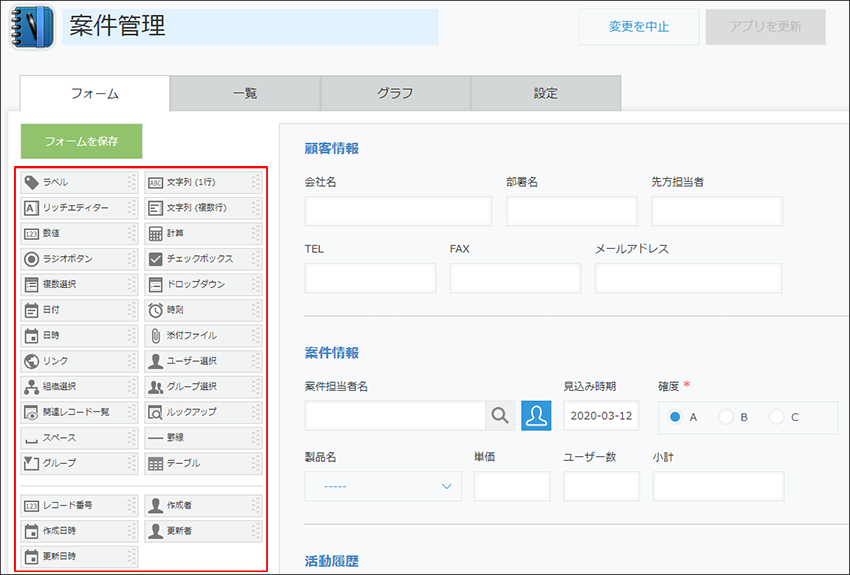 案件管理
変更を中止
アプリを更新
フォーム
一覧
グラフ
設定
フォームを保存
ラベル
ABC 文字列 (1行)
A リッチエディター
文字列 (複数行)
123 数値
計算
ラジオボタン
チェックボックス
複数選択
ドロップダウン
日付
時刻
日時
添付ファイル
リンク
ユーザー選択
組織選択
グループ選択
関連レコード一覧
ルックアップ
スペース
罫線
グループ
テーブル
123 レコード番号
作成者
作成日時
更新者
更新日時
顧客情報
会社名
部署名
先方担当者
TEL
FAX
メールアドレス
案件情報
案件担当者名
見込み時期
確度 *
2020-03-12
A B C
製品名
単価
ユーザー数
小計
-----
活動履歴